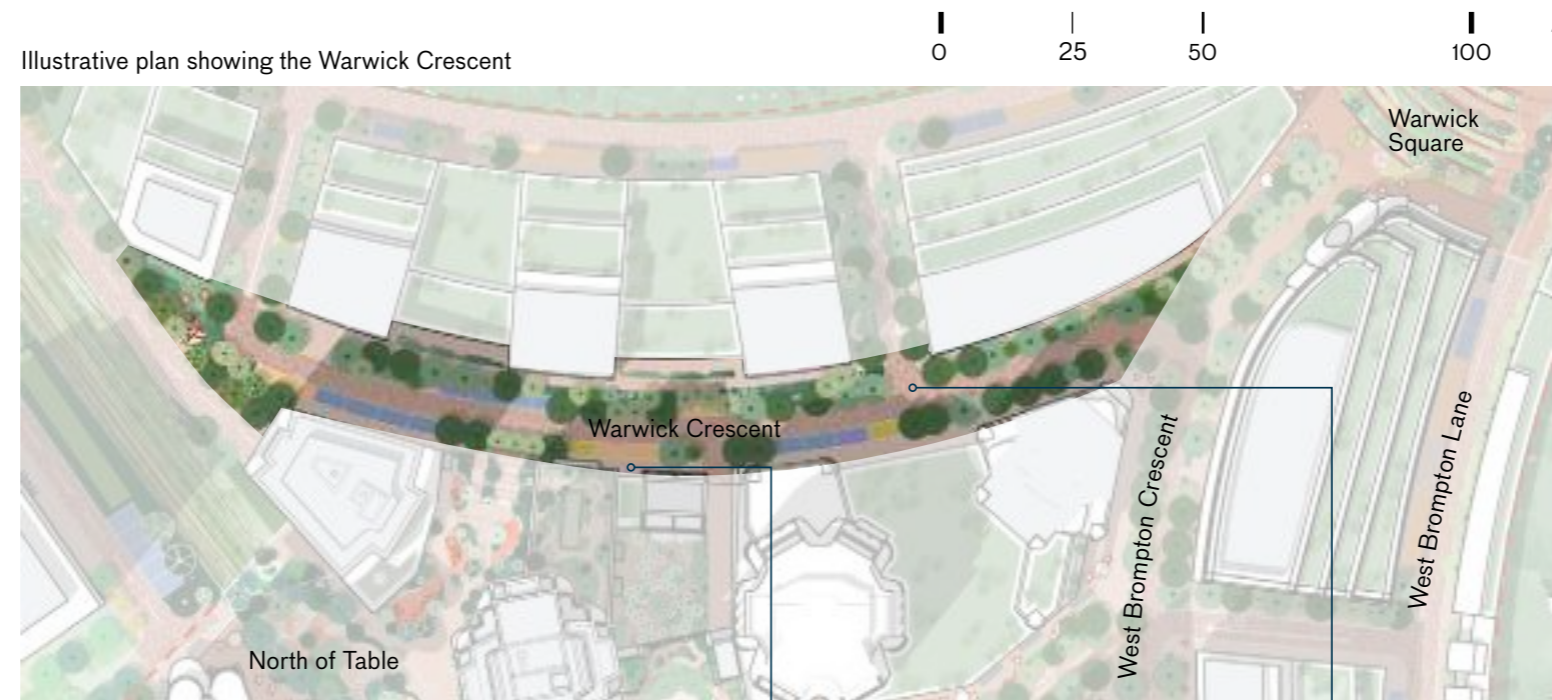 Illustrative plan showing the Warwick Crescent
0
25
50
100
Warwick
Square
Warwick Crescent
West Brompton Crescent
West Brompton Lane
North of Table